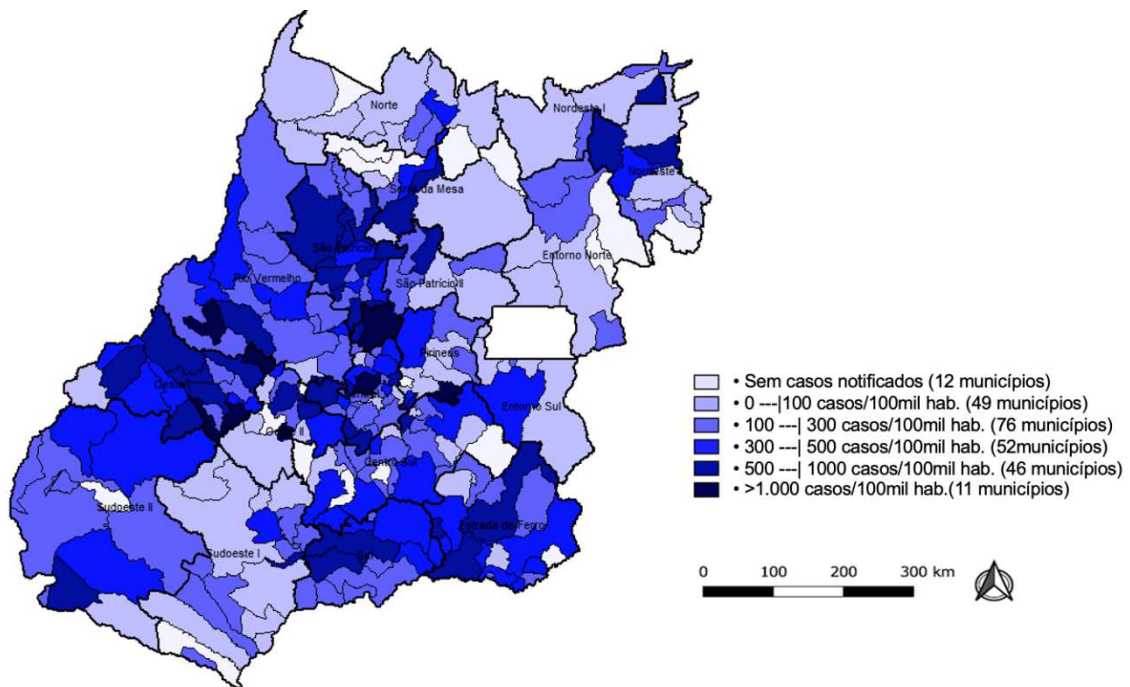 Norte
Nordeste I
Nordeste
Serra da Mesa
São Patrício
Entorno Norte
Rio Vermelho
São Patrício II
Pirineus
Oeste I
Entorno Sul
Oeste II
Centro Sul
Sudoeste II
Estrada de Ferro
Sudoeste I
• Sem casos notificados (12 municípios)
• 0 ---|100 casos/100mil hab. (49 municípios)
• 100 ---| 300 casos/100mil hab. (76 municípios)
• 300 ---| 500 casos/100mil hab. (52municípios)
• 500 ---| 1000 casos/100mil hab. (46 municípios)
• >1.000 casos/100mil hab.(11 municípios)
0 100 200 300 km